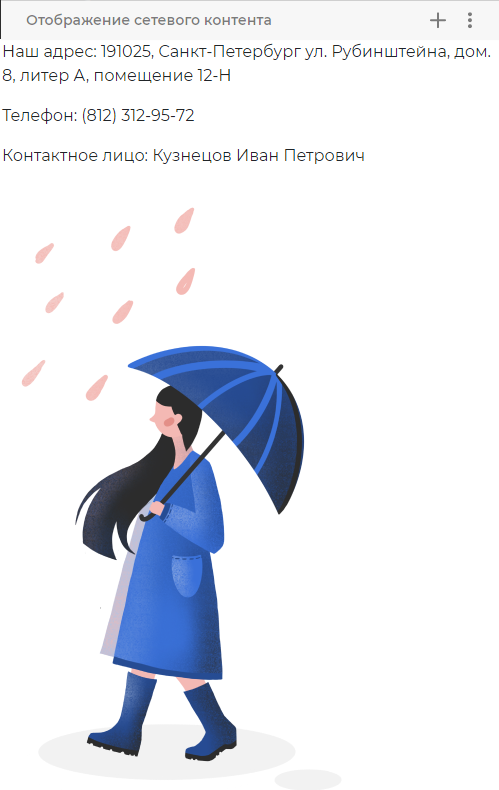 Отображение сетевого контента
Наш адрес: 191025, Санкт-Петербург ул. Рубинштейна, дом.
8, литер А, помещение 12-Н
Телефон: (812) 312-95-72
Контактное лицо: Кузнецов Иван Петрович